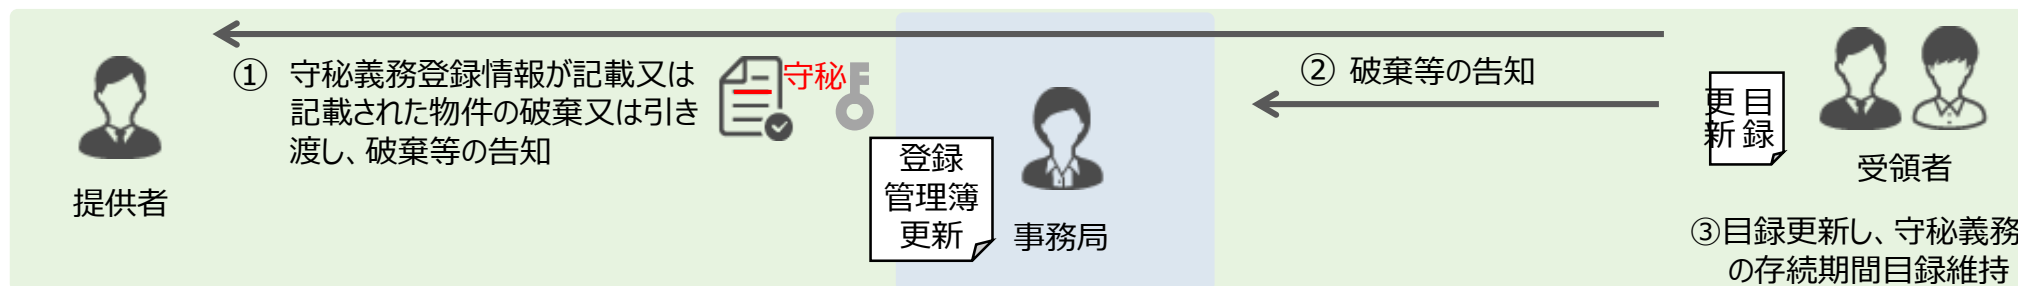 ① 守秘義務登録情報が記載又は
記載された物件の破棄又は引き
渡し、破棄等の告知
守秘
② 破棄等の告知
提供者
登録
管理簿
更新
事務局
目録
更新
受領者
③目録更新し、守秘義務
の存続期間目録維持